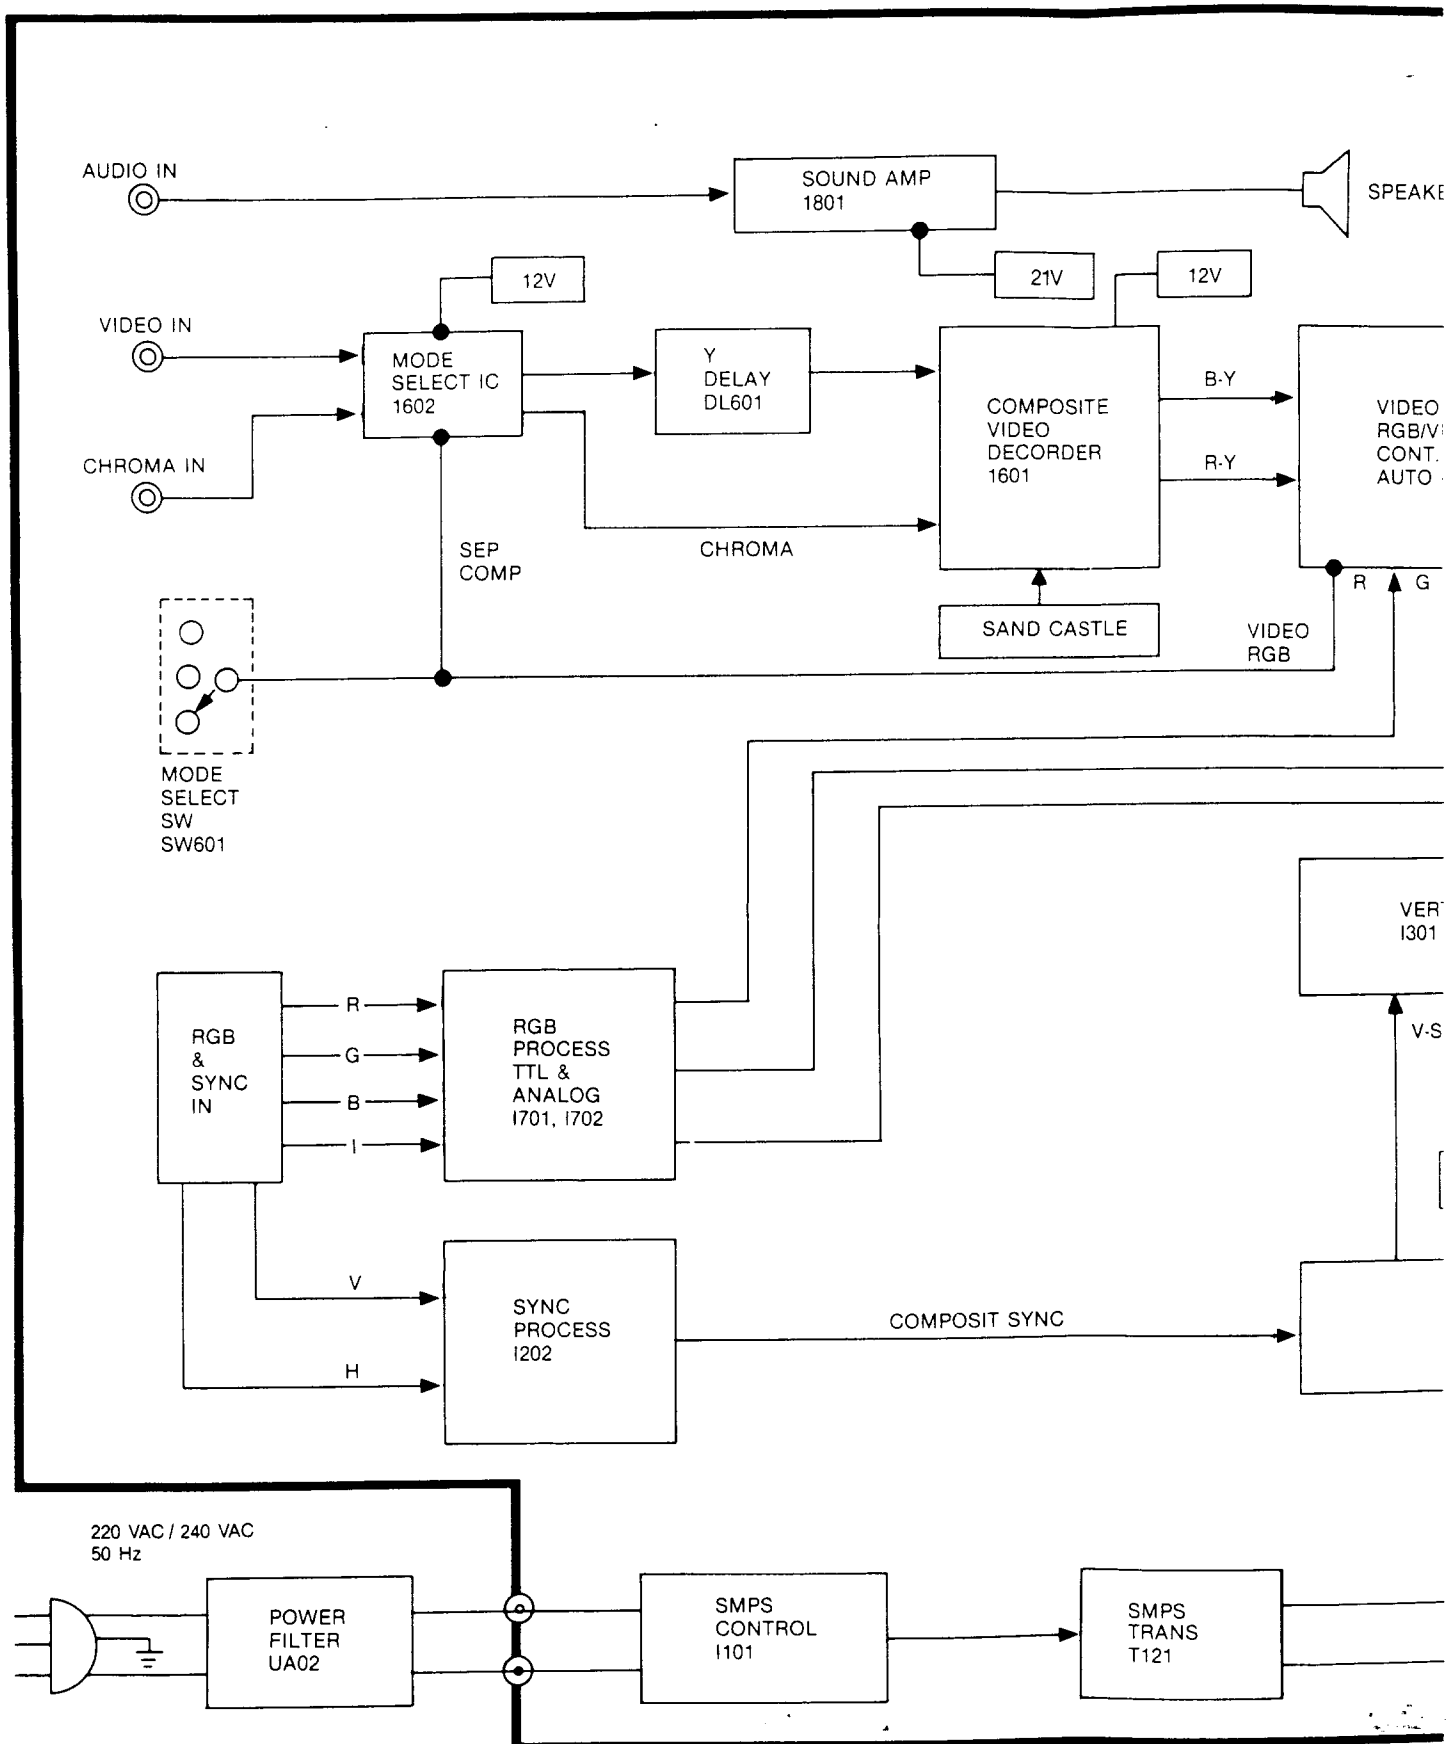 AUDIO IN
SOUND AMP
1801
SPEAKE
12V
21V
12V
VIDEO IN
MODE
SELECT IC
1602
Y
DELAY
DL601
COMPOSITE
VIDEO
DECORDER
1601
B-Y
R-Y
VIDEO
RGB/VI
CONT.
AUTO
CHROMA IN
SEP
COMP
CHROMA
R
G
SAND CASTLE
VIDEO
RGB
MODE
SELECT
SW
SW601
VERT
I301
RGB
&
SYNC
IN
R
G
B
I
RGB
PROCESS
TTL &
ANALOG
I701, I702
V-S
V
H
SYNC
PROCESS
I202
COMPOSIT SYNC
220 VAC / 240 VAC
50 Hz
POWER
FILTER
UA02
SMPS
CONTROL
I101
SMPS
TRANS
T121